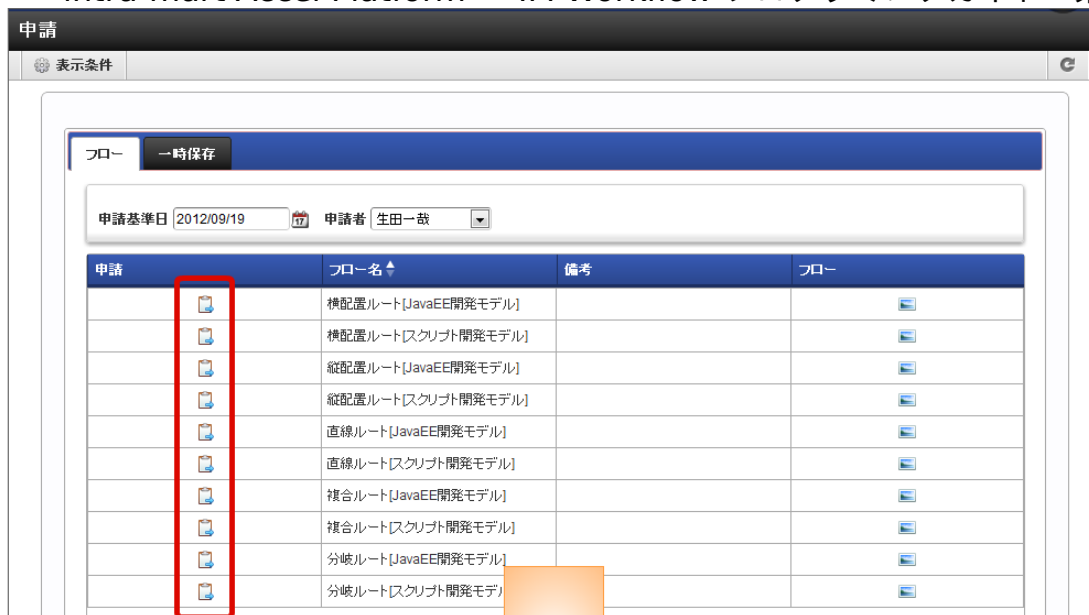 intra-mart Accel Platform
申請
表示条件
フロー 一時保存
申請基準日 2012/09/19 17 申請者 生田一哉
申請 フロー名 備考 フロー
横配置ルート[JavaEE開発モデル]
横配置ルート[スクリプト開発モデル]
縦配置ルート[JavaEE開発モデル]
縦配置ルート[スクリプト開発モデル]
直線ルート[JavaEE開発モデル]
直線ルート[スクリプト開発モデル]
複合ルート[JavaEE開発モデル]
複合ルート[スクリプト開発モデル]
分岐ルート[JavaEE開発モデル]
分岐ルート[スクリプト開発モデ